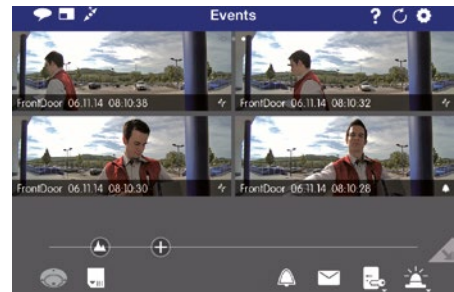 Events ?
FrontDoor 06.11.14 08:10:38
FrontDoor 06.11.14 08:10:32
FrontDoor 06.11.14 08:10:30
FrontDoor 06.11.14 08:10:28